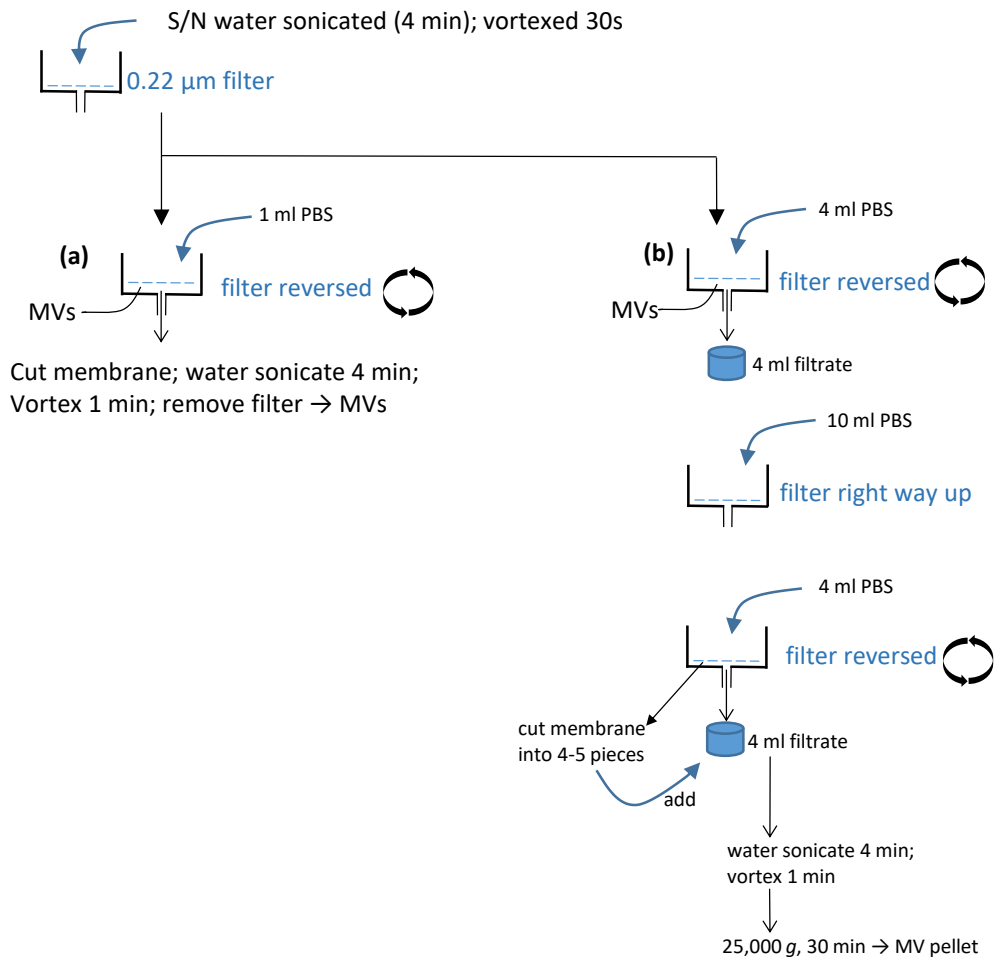 S/N water sonicated (4 min); vortexed 30s
0.22 µm filter
1 ml PBS
(a)
filter reversed
MVs
Cut membrane; water sonicate 4 min;
Vortex 1 min; remove filter → MVs
4 ml PBS
(b)
filter reversed
MVs
4 ml filtrate
10 ml PBS
filter right way up
4 ml PBS
filter reversed
cut membrane
into 4-5 pieces
4 ml filtrate
add
water sonicate 4 min;
vortex 1 min
25,000 g, 30 min → MV pellet